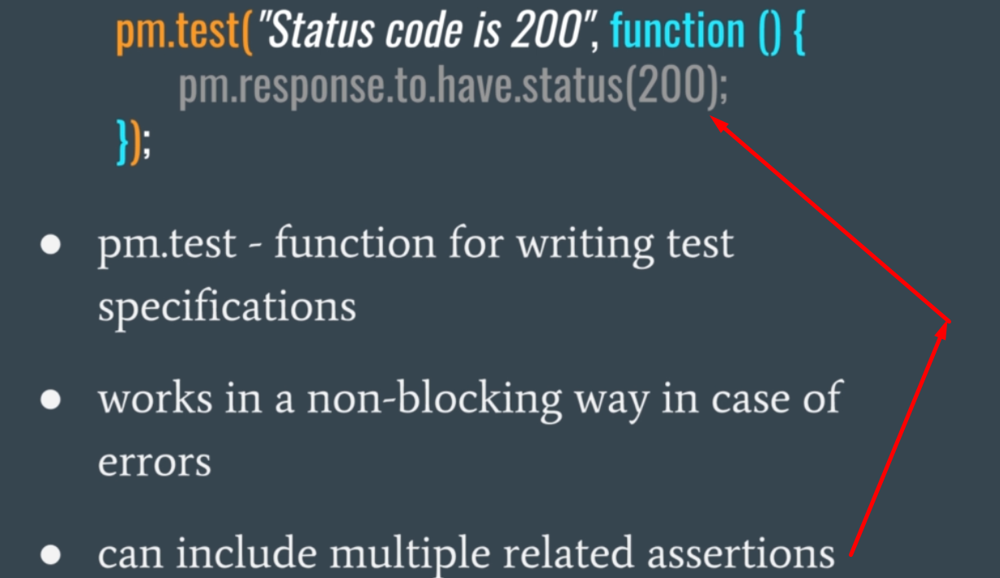 pm.test("Status code is 200", function () {
pm.response.to.have.status(200);
});
● pm.test - function for writing test
specifications
● works in a non-blocking way in case of
errors
● can include multiple related assertions